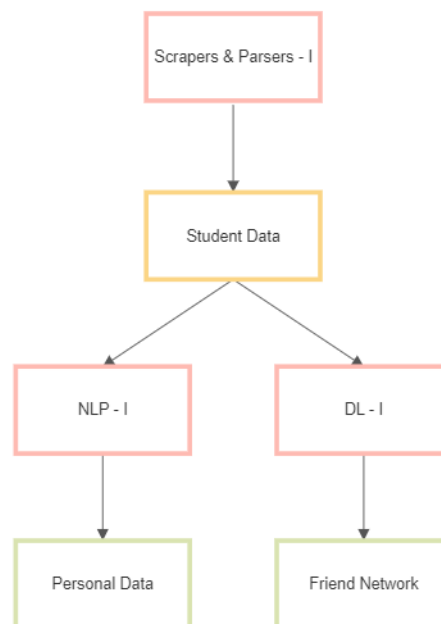 Scrapers & Parsers - I
Student Data
NLP - I
DL - I
Personal Data
Friend Network